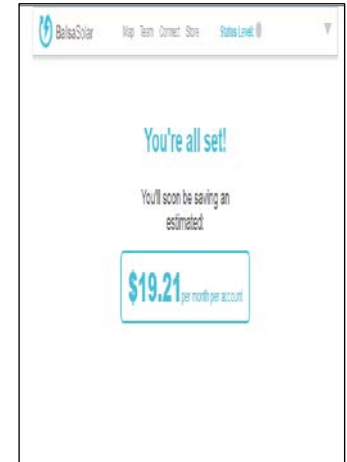 BalsaSolar Map Team Connect Store Status Level:
You're all set!
You'll soon be saving an
estimated:
$19.21 per month per account